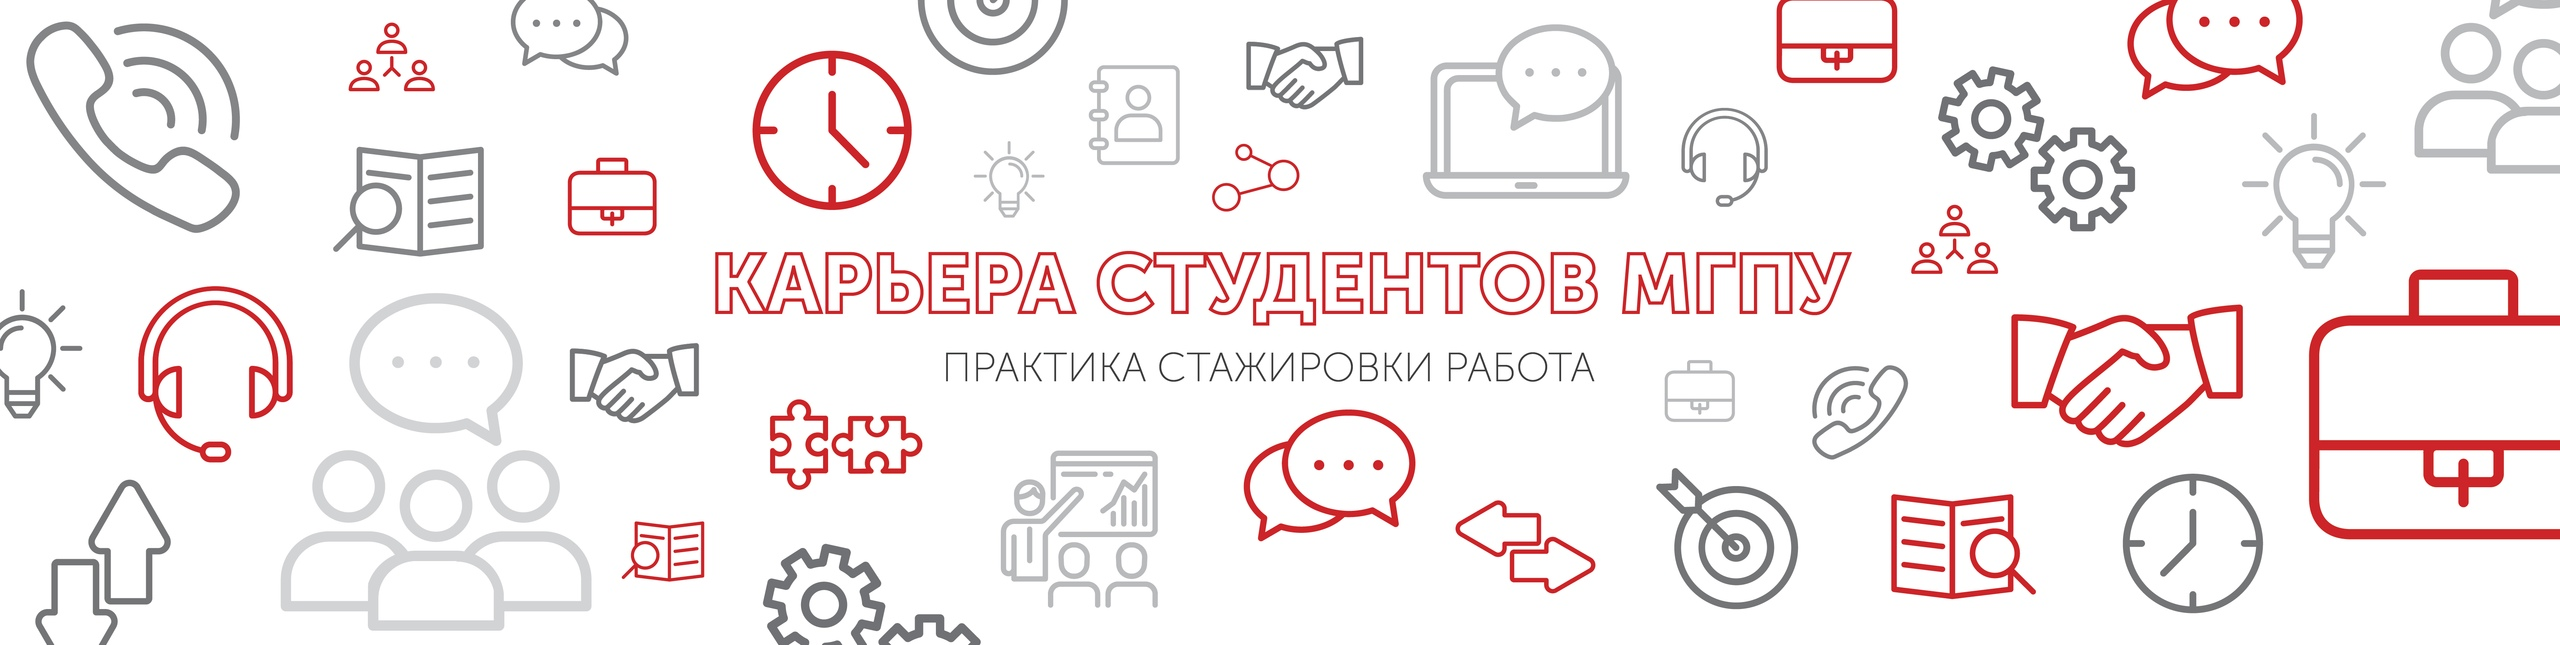 КАРЬЕРА СТУДЕНТОВ МГПУ
ПРАКТИКА СТАЖИРОВКИ РАБОТА